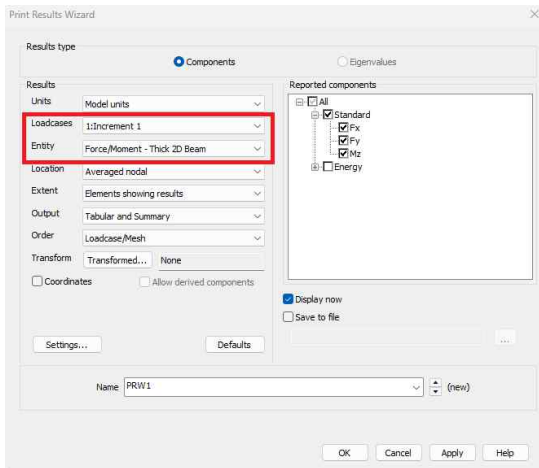 Print Results Wizard
Results type
Components
Eigenvalues
Results
Units Model units
Loadcases 1:Increment 1
Entity Force/Moment - Thick 2D Beam
Location Averaged nodal
Extent Elements showing results
Output Tabular and Summary
Order Loadcase/Mesh
Transform Transformed... None
Coordinates Allow derived components
Settings... Defaults
Reported components
All
Standard
Fx
Fy
Mz
Energy
Display now
Save to file
...
Name PRW1 (new)
OK Cancel Apply Help